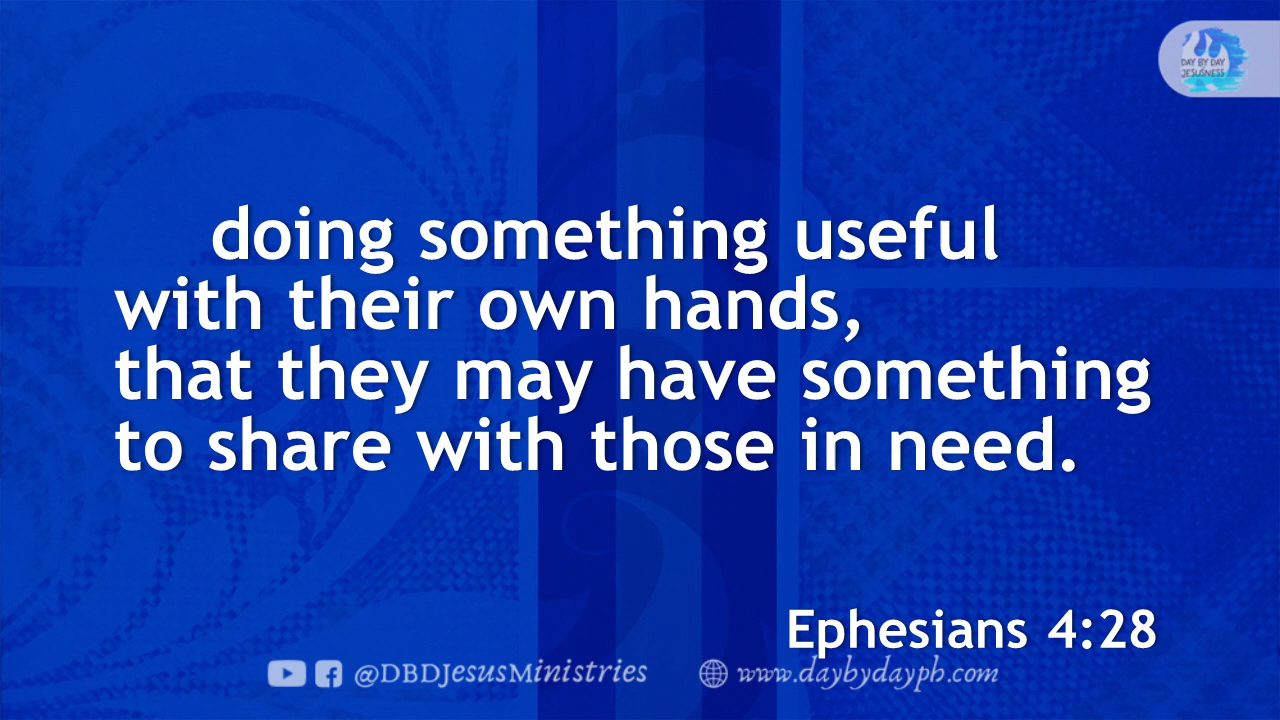 DAY BY DAY
JESUSNESS
doing something useful
with their own hands,
that they may have something
to share with those in need.
Ephesians 4:28
@DBDJesusMinistries
www.daybydayph.com